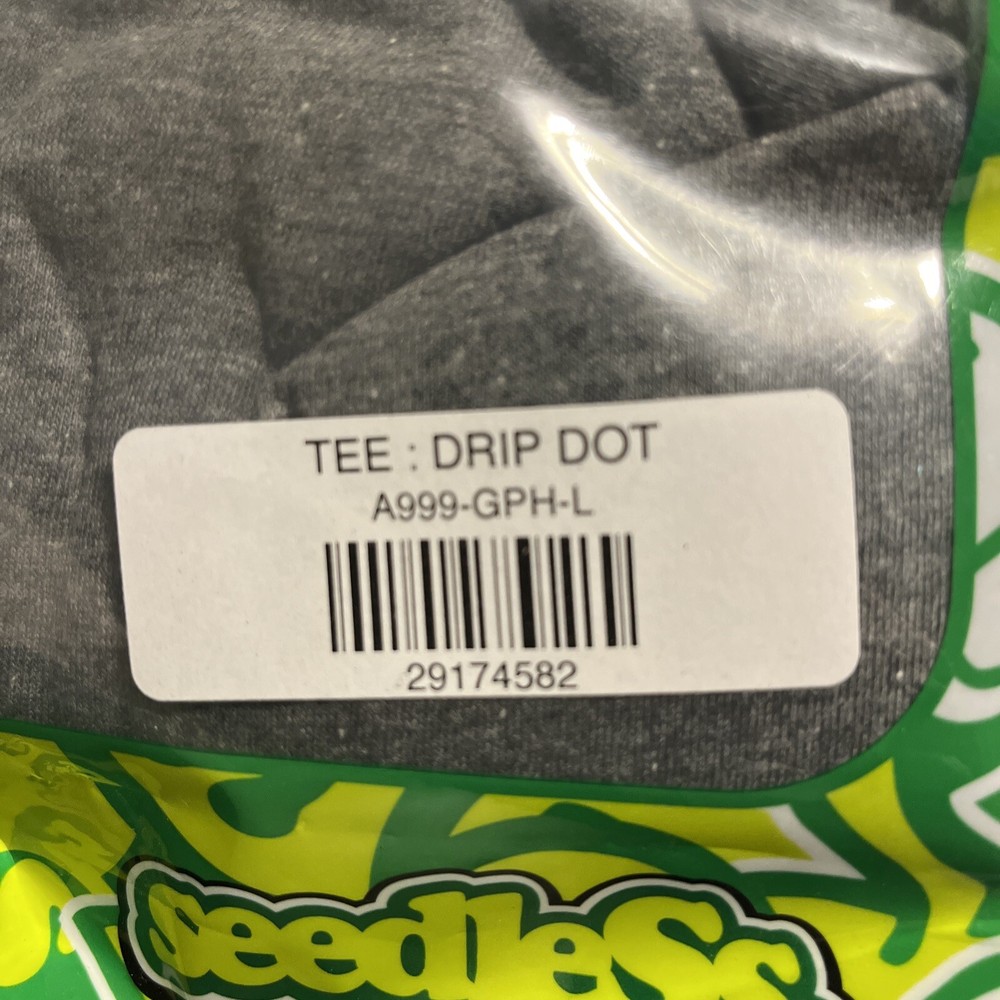 TEE : DRIP DOT
A999-GPH-L
29174582
seedleSs